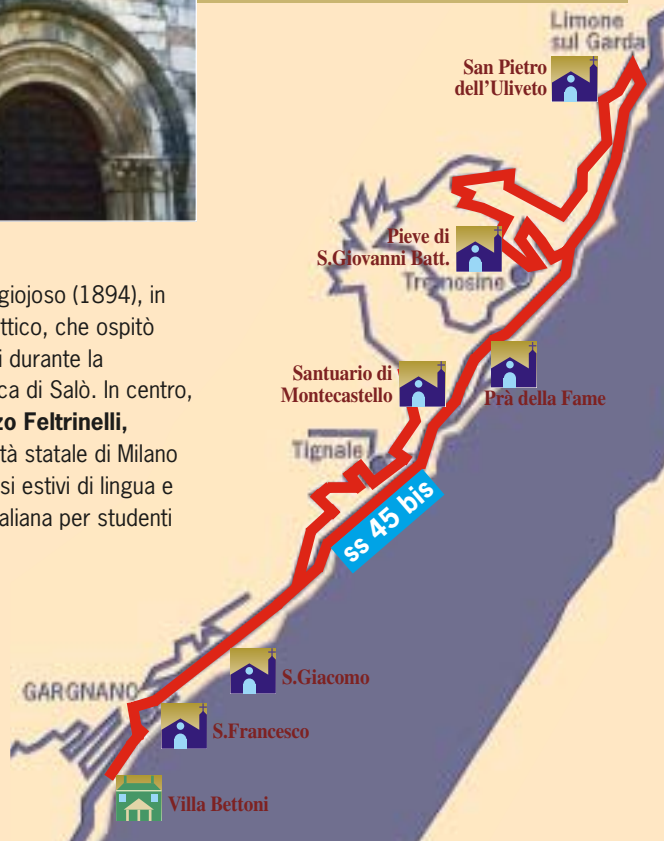 Limone
sul Garda
San Pietro
dell'Uliveto
Pieve di
S.Giovanni Batt.
Tremosine
giojoso (1894), in
ttico, che ospitò
i durante la
ca di Salò. In centro,
zo Feltrinelli,
tà statale di Milano
si estivi di lingua e
aliana per studenti
Santuario di
Montecastello
Prà della Fame
Tignale
ss 45 bis
S.Giacomo
GARGNANO
S.Francesco
Villa Bettoni